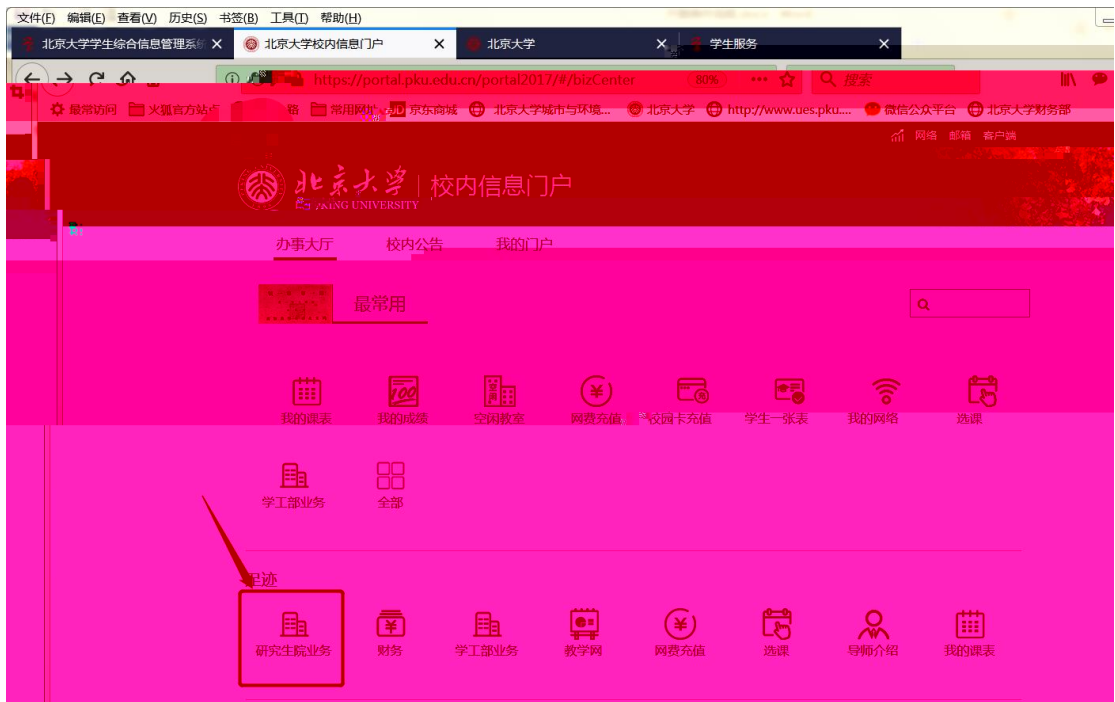 文件(F) 编辑(E) 查看(V) 历史(S) 书签(B) 工具(T) 帮助(H)
北京大学学生综合信息管理系统 北京大学校内信息门户 北京大学 学生服务
https://portal.pku.edu.cn/portal2017/#/bizCenter 80% 搜索
最常访问 火狐官方站点 常用网址 JD 京东商城 北京大学城市与环境... 北京大学 http://www.ues.pku.... 微信公众平台 北京大学财务部
网络 邮箱 客户端
北京大学 校内信息门户
UNIVERSITY
办事大厅 校内公告 我的门户
最常用
我的课表 我的成绩 空闲教室 网费充值 校园卡充值 学生一张表 我的网络 选课
学工部业务 全部
足迹
研究生院业务 财务 学工部业务 教学网 网费充值 选课 导师介绍 我的课表